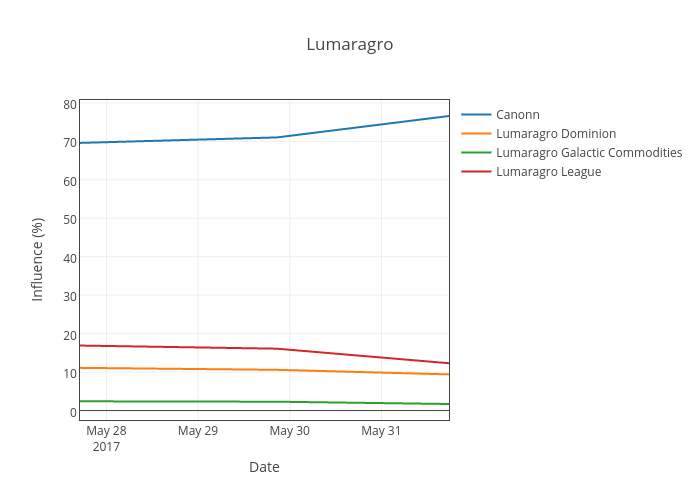 Lumaragro
80
70
60
50
40
30
20
10
0
Influence (%)
May 28
2017
May 29
May 30
May 31
Date
Canonn
Lumaragro Dominion
Lumaragro Galactic Commodities
Lumaragro League